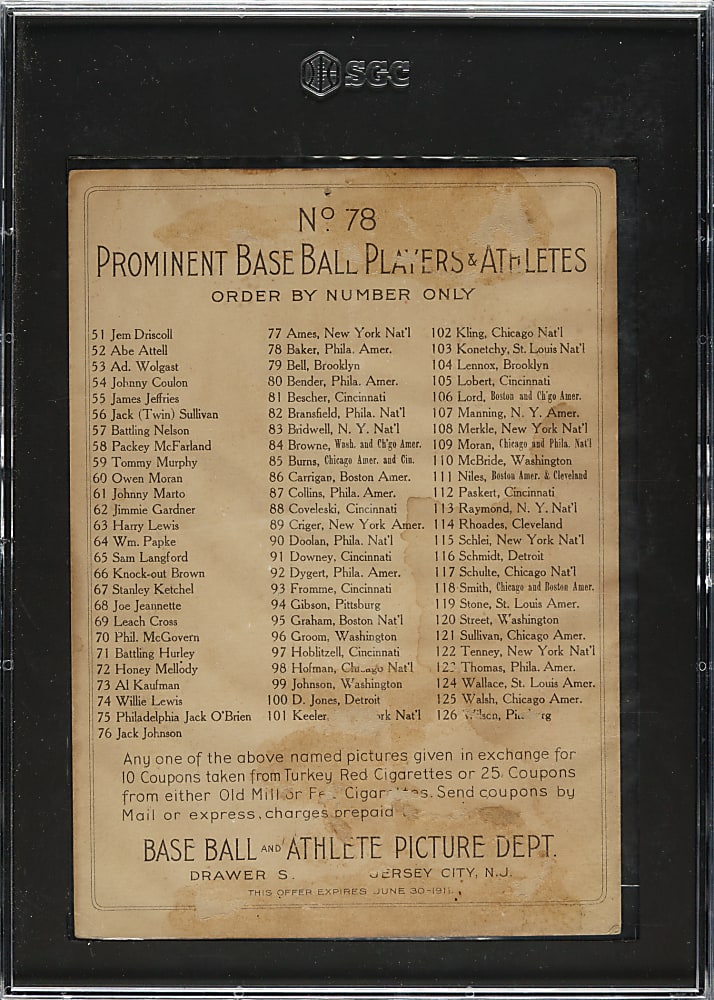 SGC
No 78
PROMINENT BASE BALL PLAYERS & ATHLETES
ORDER BY NUMBER ONLY
51 Jem Driscoll
52 Abe Attell
53 Ad. Wolgast
54 Johnny Coulon
55 James Jeffries
56 Jack (Twin) Sullivan
57 Battling Nelson
58 Packey McFarland
59 Tommy Murphy
60 Owen Moran
61 Johnny Marto
62 Jimmie Gardner
63 Harry Lewis
64 Wm. Papke
65 Sam Langford
66 Knock-out Brown
67 Stanley Ketchel
68 Joe Jeannette
69 Leach Cross
70 Phil. McGovern
71 Battling Hurley
72 Honey Mellody
73 Al Kaufman
74 Willie Lewis
75 Philadelphia Jack O'Brien
76 Jack Johnson
77 Ames, New York Nat'l
78 Baker, Phila. Amer.
79 Bell, Brooklyn
80 Bender, Phila. Amer.
81 Bescher, Cincinnati
82 Bransfield, Phila. Nat'l
83 Bridwell, N. Y. Nat'l
84 Browne, Wash. and Ch'go Amer.
85 Burns, Chicago Amer. and Cin.
86 Carrigan, Boston Amer.
87 Collins, Phila. Amer.
88 Coveleski, Cincinnati
89 Criger, New York Amer.
90 Doolan, Phila. Nat'l
91 Downey, Cincinnati
92 Dygert, Phila. Amer.
93 Fromme, Cincinnati
94 Gibson, Pittsburg
95 Graham, Boston Nat'l
96 Groom, Washington
97 Hoblitzell, Cincinnati
98 Hofman, Chicago Nat'l
99 Johnson, Washington
100 D. Jones, Detroit
101 Keeler, Nat'l
102 Kling, Chicago Nat'l
103 Konetchy, St. Louis Nat'l
104 Lennox, Brooklyn
105 Lobert, Cincinnati
106 Lord, Boston and Ch'go Amer.
107 Manning, N. Y. Amer.
108 Merkle, New York Nat'l
109 Moran, Chicago and Phila. Nat'l
110 McBride, Washington
111 Niles, Boston Amer. & Cleveland
112 Paskert, Cincinnati
113 Raymond, N. Y. Nat'l
114 Rhoades, Cleveland
115 Schlei, New York Nat'l
116 Schmidt, Detroit
117 Schulte, Chicago Nat'l
118 Smith, Chicago and Boston Amer.
119 Stone, St. Louis Amer.
120 Street, Washington
121 Sullivan, Chicago Amer.
122 Tenney, New York Nat'l
123 Thomas, Phila. Amer.
124 Wallace, St. Louis Amer.
125 Walsh, Chicago Amer.
126
Any one of the above named pictures given in exchange for
10 Coupons taken from Turkey Red Cigarettes or 25 Coupons
from either Old Mill or Cigarettes. Send coupons by
Mail or express, charges prepaid
BASE BALL AND ATHLETE PICTURE DEPT.
DRAWER S. JERSEY CITY, N.J.
THIS OFFER EXPIRES JUNE 30-1911.